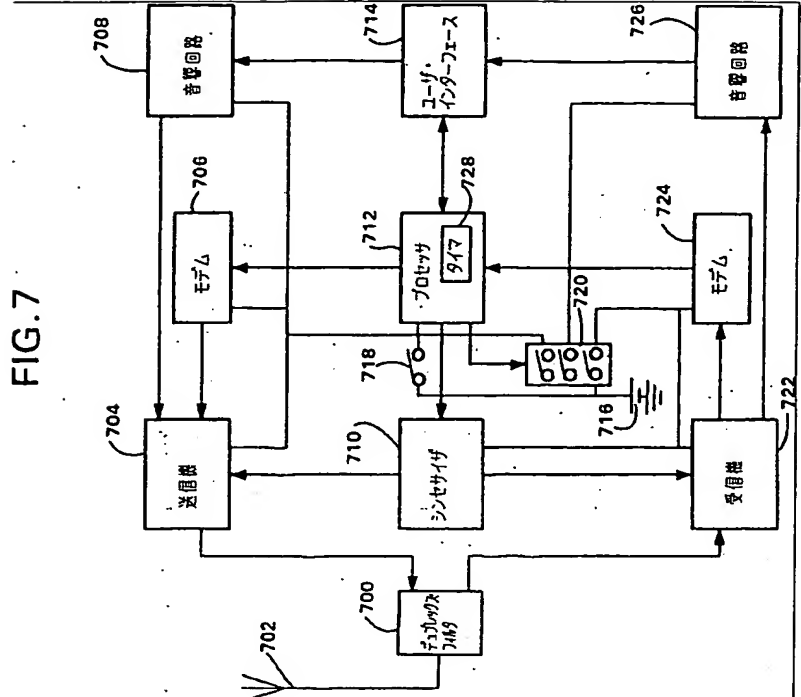 FIG.7
702
700
デュプレックス
フィルタ
704
送信機
706
モデム
708
音響回路
710
シンセサイザ
712
プロセッサ
タイマ
728
714
ユーザ・
インターフェース
718
720
716
722
受信機
724
モデム
726
音響回路